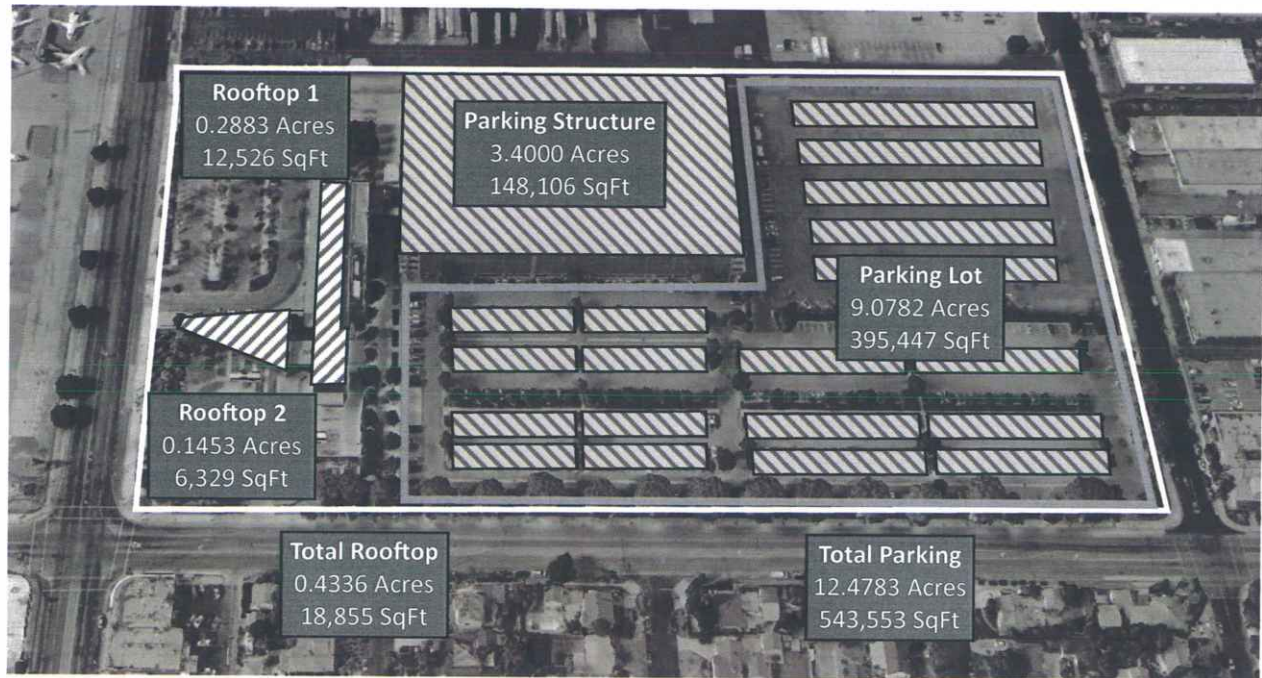 Rooftop 1
0.2883 Acres
12,526 SqFt
Parking Structure
3.4000 Acres
148,106 SqFt
Parking Lot
9.0782 Acres
395,447 SqFt
Rooftop 2
0.1453 Acres
6,329 SqFt
Total Rooftop
0.4336 Acres
18,855 SqFt
Total Parking
12.4783 Acres
543,553 SqFt